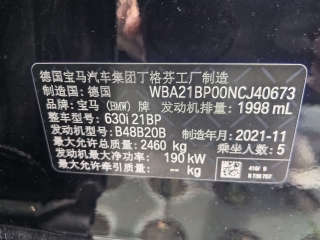 德国宝马汽车集团丁格芬工厂制造
制造国：德国 WBA21BP00NCJ40673
品牌：宝马 (BMW) 牌 发动机排量：1998 mL
整车型号：630i 21BP
发动机型号：B48B20B 制造年月：2021-11
最大允许总质量：2460 kg 乘坐人数：5
发动机最大净功率：190 kW
最大允许牵引质量：- kg